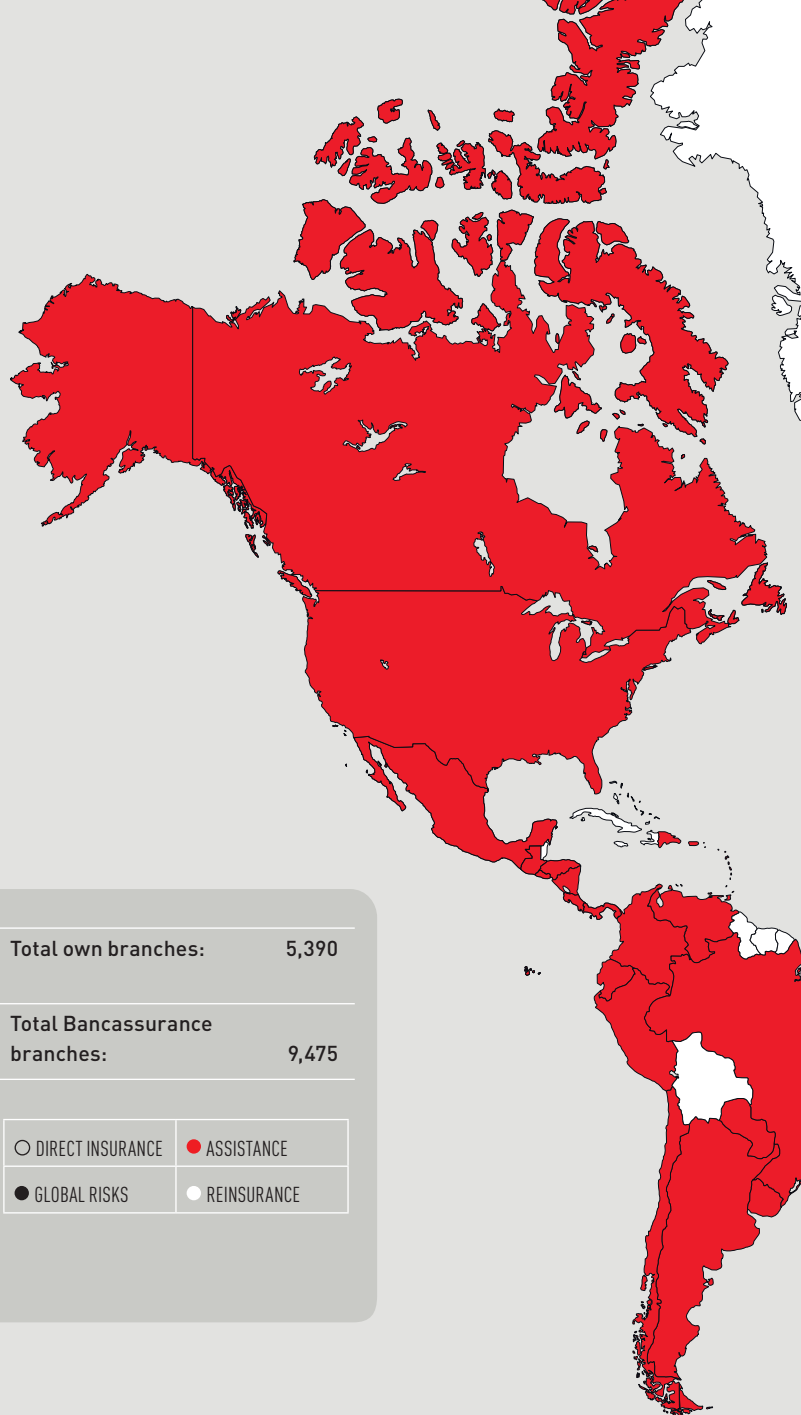 Total own branches: 5,390
Total Bancassurance
branches: 9,475
DIRECT INSURANCE ASSISTANCE
GLOBAL RISKS REINSURANCE